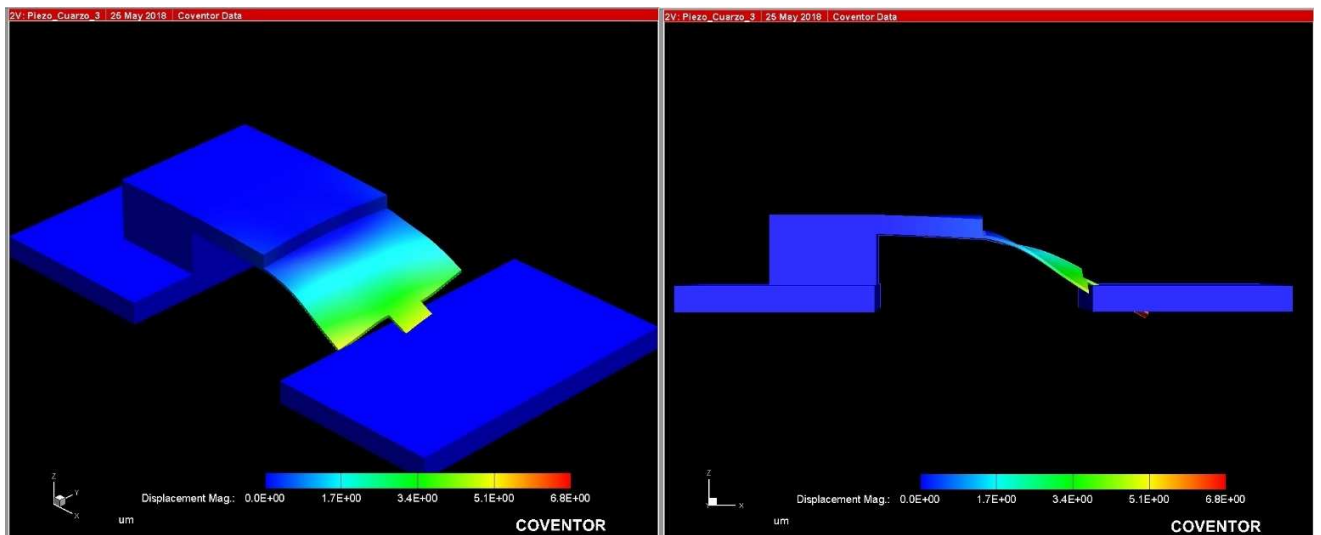 2V: Piezo_Cuarzo_3 | 25 May 2018 | Coventor Data
Z
Y
X
Displacement Mag.: 0.0E+00 1.7E+00 3.4E+00 5.1E+00 6.8E+00
um
COVENTOR
2V: Piezo_Cuarzo_3 | 25 May 2018 | Coventor Data
Z
X
Displacement Mag.: 0.0E+00 1.7E+00 3.4E+00 5.1E+00 6.8E+00
um
COVENTOR